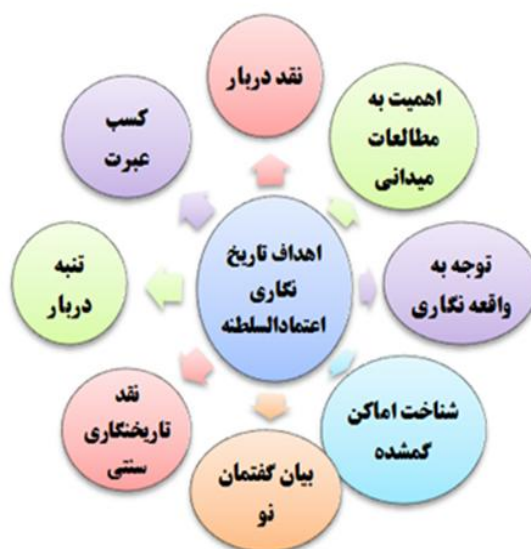 نقد دربار
اهمیت به
مطالعات
میدانی
توجه به
واقعه نگاری
شناخت اماکن
گمشده
بیان گفتمان
نو
نقد
تاریخنگاری
سنتی
تنبه
دربار
کسب
عبرت
اهداف تاریخ
نگاری
اعتمادالسلطنه